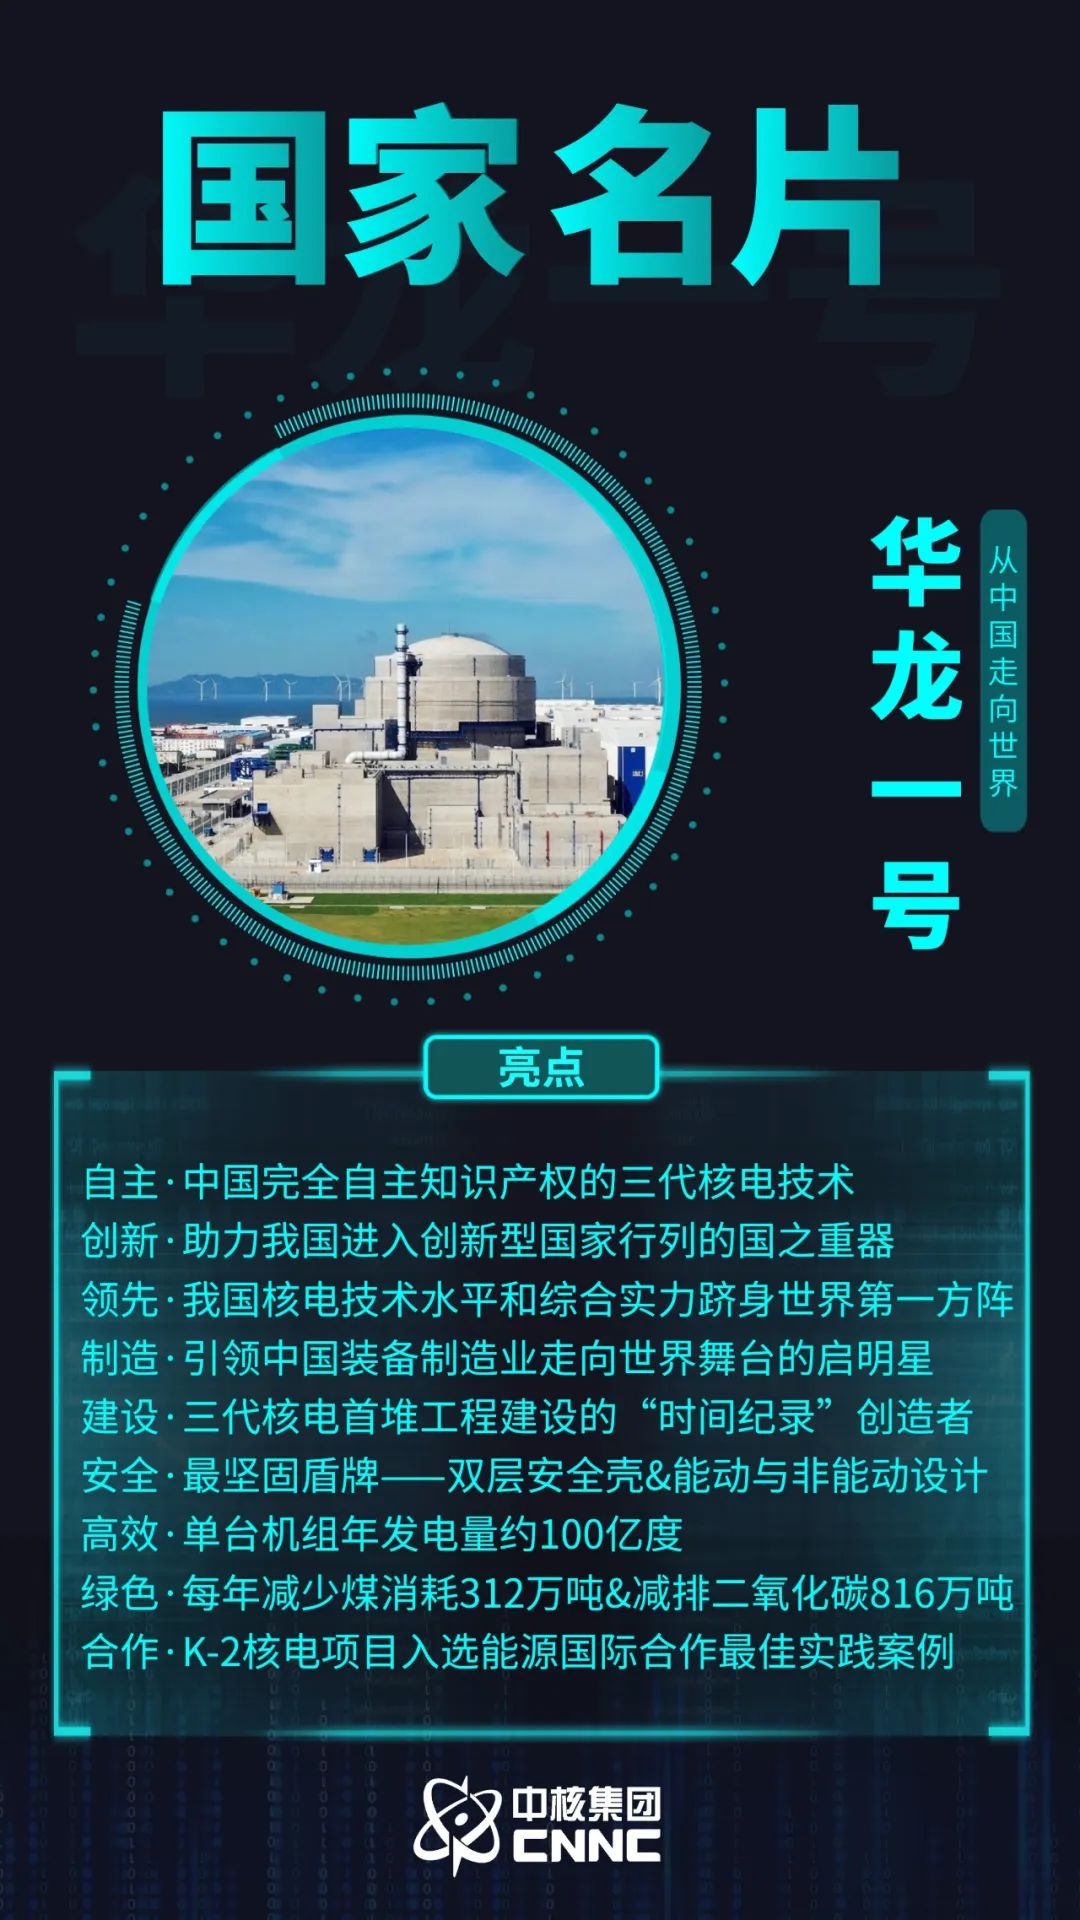 国家名片
华龙一号
华龙一号
从中国走向世界
亮点
自主·中国完全自主知识产权的三代核电技术
创新·助力我国进入创新型国家行列的国之重器
领先·我国核电技术水平和综合实力跻身世界第一方阵
制造·引领中国装备制造业走向世界舞台的启明星
建设·三代核电首堆工程建设的“时间纪录”创造者
安全·最坚固盾牌——双层安全壳&能动与非能动设计
高效·单台机组年发电量约100亿度
绿色·每年减少煤消耗312万吨&减排二氧化碳816万吨
合作·K-2核电项目入选能源国际合作最佳实践案例
中核集团
CNNC